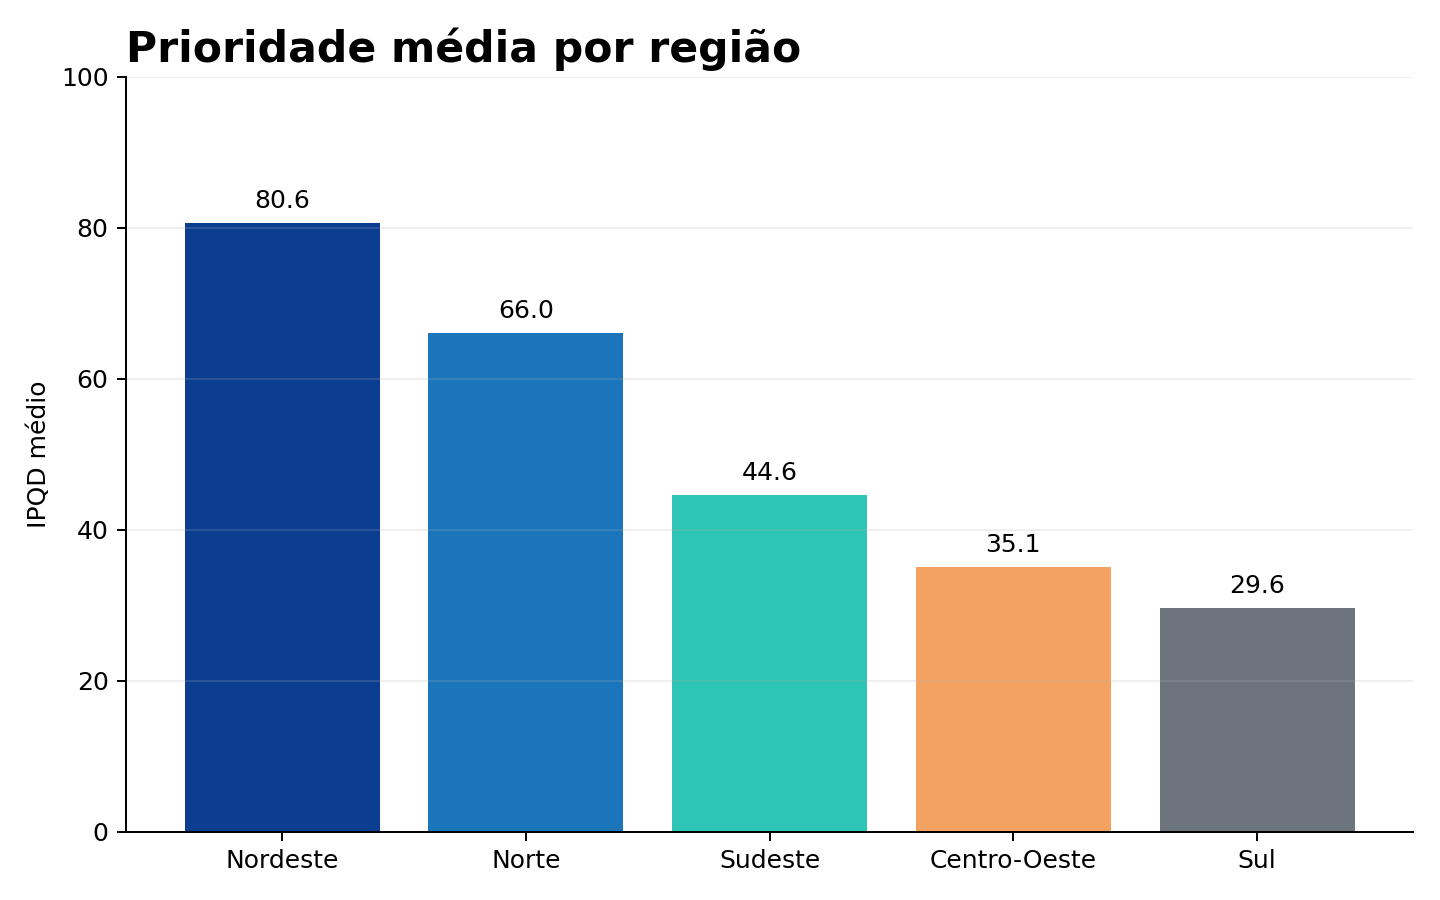 Prioridade média por região
100
80
60
40
20
0
IPQD médio
80.6
66.0
44.6
35.1
29.6
Nordeste
Norte
Sudeste
Centro-Oeste
Sul